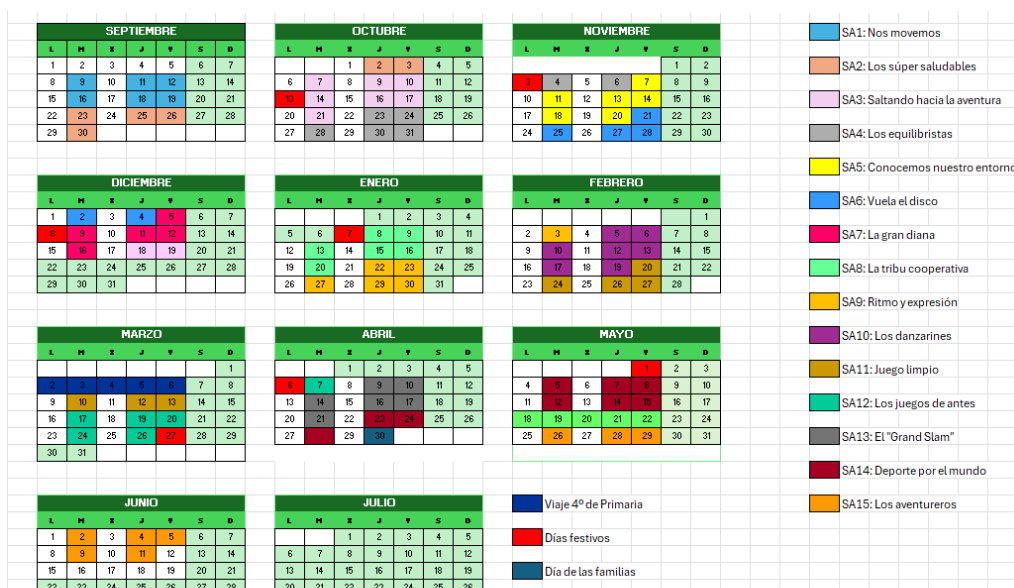 SEPTIEMBRE
L M X J V S D
1 2 3 4 5 6 7
8 9 10 11 12 13 14
15 16 17 18 19 20 21
22 23 24 25 26 27 28
29 30
OCTUBRE
L M X J V S D
1 2 3 4 5
6 7 8 9 10 11 12
13 14 15 16 17 18 19
20 21 22 23 24 25 26
27 28 29 30 31
NOVIEMBRE
L M X J V S D
1 2
3 4 5 6 7 8 9
10 11 12 13 14 15 16
17 18 19 20 21 22 23
24 25 26 27 28 29 30
DICIEMBRE
L M X J V S D
1 2 3 4 5 6 7
8 9 10 11 12 13 14
15 16 17 18 19 20 21
22 23 24 25 26 27 28
29 30 31
ENERO
L M X J V S D
1 2 3 4
5 6 7 8 9 10 11
12 13 14 15 16 17 18
19 20 21 22 23 24 25
26 27 28 29 30 31
FEBRERO
L M X J V S D
1
2 3 4 5 6 7 8
9 10 11 12 13 14 15
16 17 18 19 20 21 22
23 24 25 26 27 28
MARZO
L M X J V S D
1
2 3 4 5 6 7 8
9 10 11 12 13 14 15
16 17 18 19 20 21 22
23 24 25 26 27 28 29
30 31
ABRIL
L M X J V S D
1 2 3 4 5
6 7 8 9 10 11 12
13 14 15 16 17 18 19
20 21 22 23 24 25 26
27 29 30
MAYO
L M X J V S D
1 2 3
4 5 6 7 8 9 10
11 12 13 14 15 16 17
18 19 20 21 22 23 24
25 26 27 28 29 30 31
JUNIO
L M X J V S D
1 2 3 4 5 6 7
8 9 10 11 12 13 14
15 16 17 18 19 20 21
22 23 24 25 26 27 28
JULIO
L M X J V S D
1 2 3 4 5
6 7 8 9 10 11 12
13 14 15 16 17 18 19
20 21 22 23 24 25 26
Viaje 4º de Primaria
Días festivos
Día de las familias
SA1: Nos movemos
SA2: Los súper saludables
SA3: Saltando hacia la aventura
SA4: Los equilibristas
SA5: Conocemos nuestro entorno
SA6: Vuela el disco
SA7: La gran diana
SA8: La tribu cooperativa
SA9: Ritmo y expresión
SA10: Los danzarines
SA11: Juego limpio
SA12: Los juegos de antes
SA13: El "Grand Slam"
SA14: Deporte por el mundo
SA15: Los aventureros